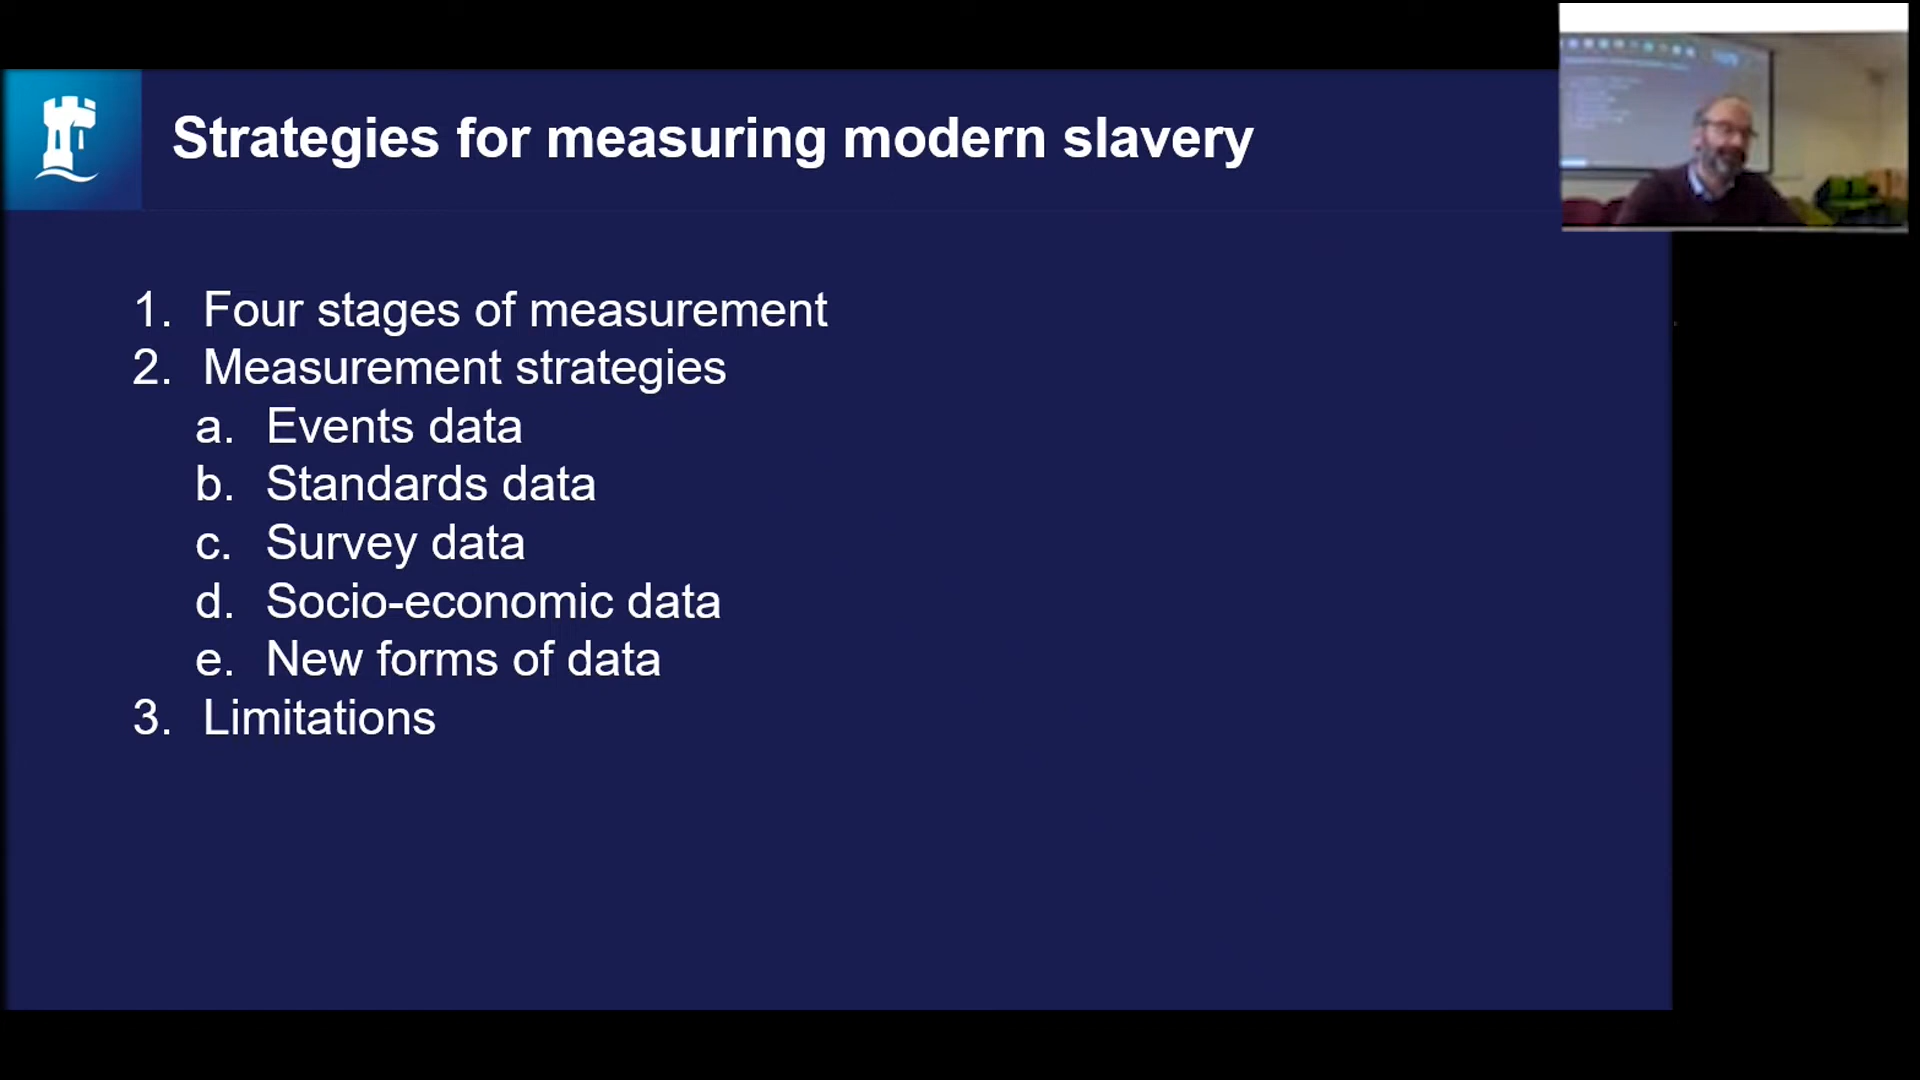 Strategies for measuring modern slavery
1. Four stages of measurement
2. Measurement strategies
a. Events data
b. Standards data
c. Survey data
d. Socio-economic data
e. New forms of data
3. Limitations